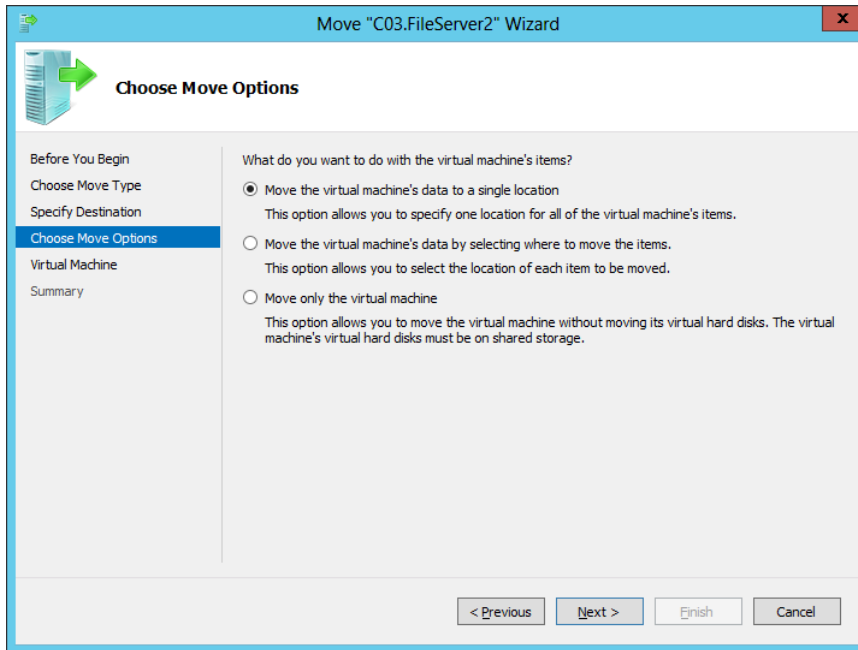 Move "C03.FileServer2" Wizard
x
Choose Move Options
Before You Begin
Choose Move Type
Specify Destination
Choose Move Options
Virtual Machine
Summary
What do you want to do with the virtual machine's items?
Move the virtual machine's data to a single location
This option allows you to specify one location for all of the virtual machine's items.
Move the virtual machine's data by selecting where to move the items.
This option allows you to select the location of each item to be moved.
Move only the virtual machine
This option allows you to move the virtual machine without moving its virtual hard disks. The virtual
machine's virtual hard disks must be on shared storage.
< Previous
Next >
Finish
Cancel